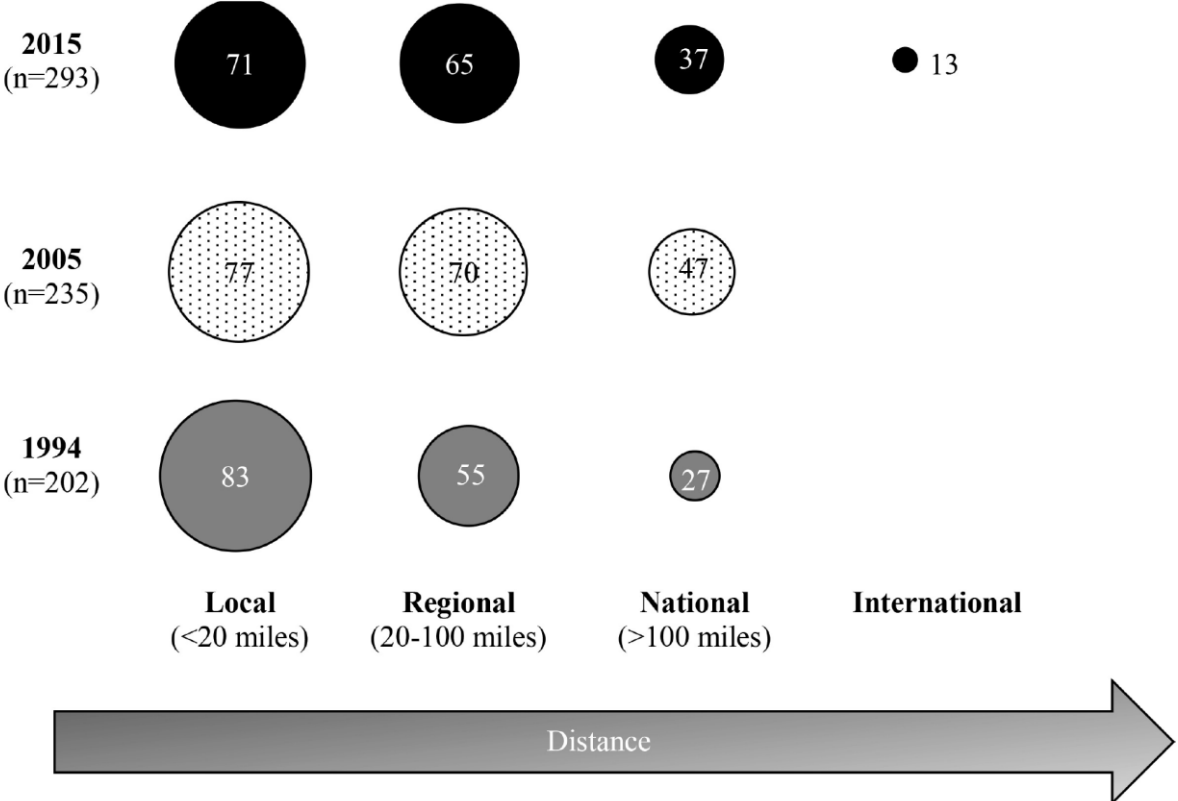 2015
(n=293)
71
65
37
13
2005
(n=235)
77
70
47
1994
(n=202)
83
55
27
Local
(<20 miles)
Regional
(20-100 miles)
National
(>100 miles)
International
Distance